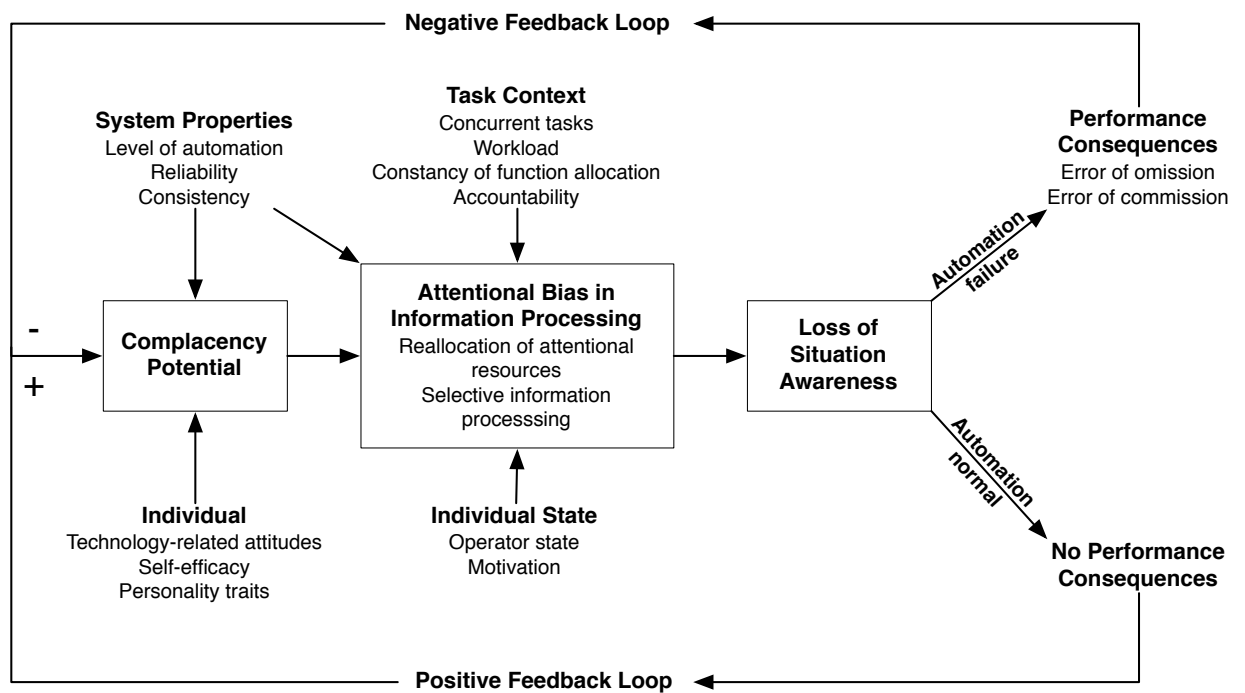 Negative Feedback Loop
System Properties
Level of automation
Reliability
Consistency
Task Context
Concurrent tasks
Workload
Constancy of function allocation
Accountability
Performance
Consequences
Error of omission
Error of commission
-
+
Complacency
Potential
Attentional Bias in
Information Processing
Reallocation of attentional
resources
Selective information
processsing
Loss of
Situation
Awareness
Automation
failure
Automation
normal
Individual
Technology-related attitudes
Self-efficacy
Personality traits
Individual State
Operator state
Motivation
No Performance
Consequences
Positive Feedback Loop